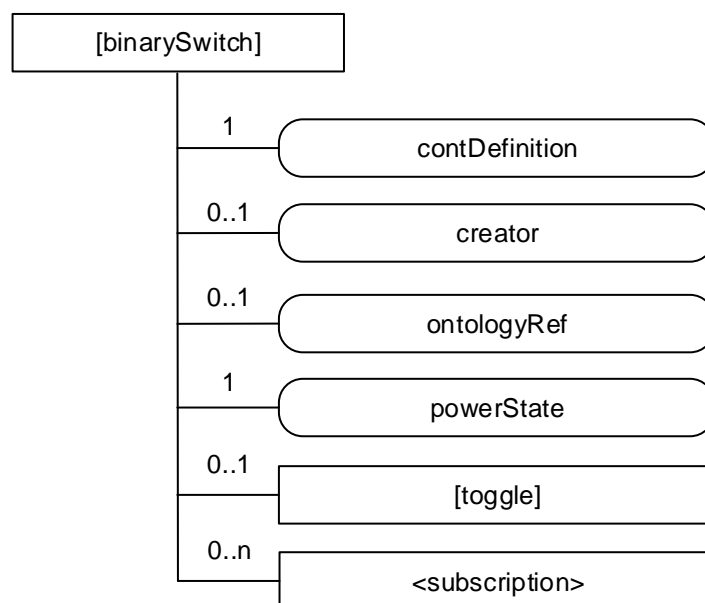 [binarySwitch]
1
contDefinition
0..1
creator
0..1
ontologyRef
1
powerState
0..1
[toggle]
0..n
<subscription>